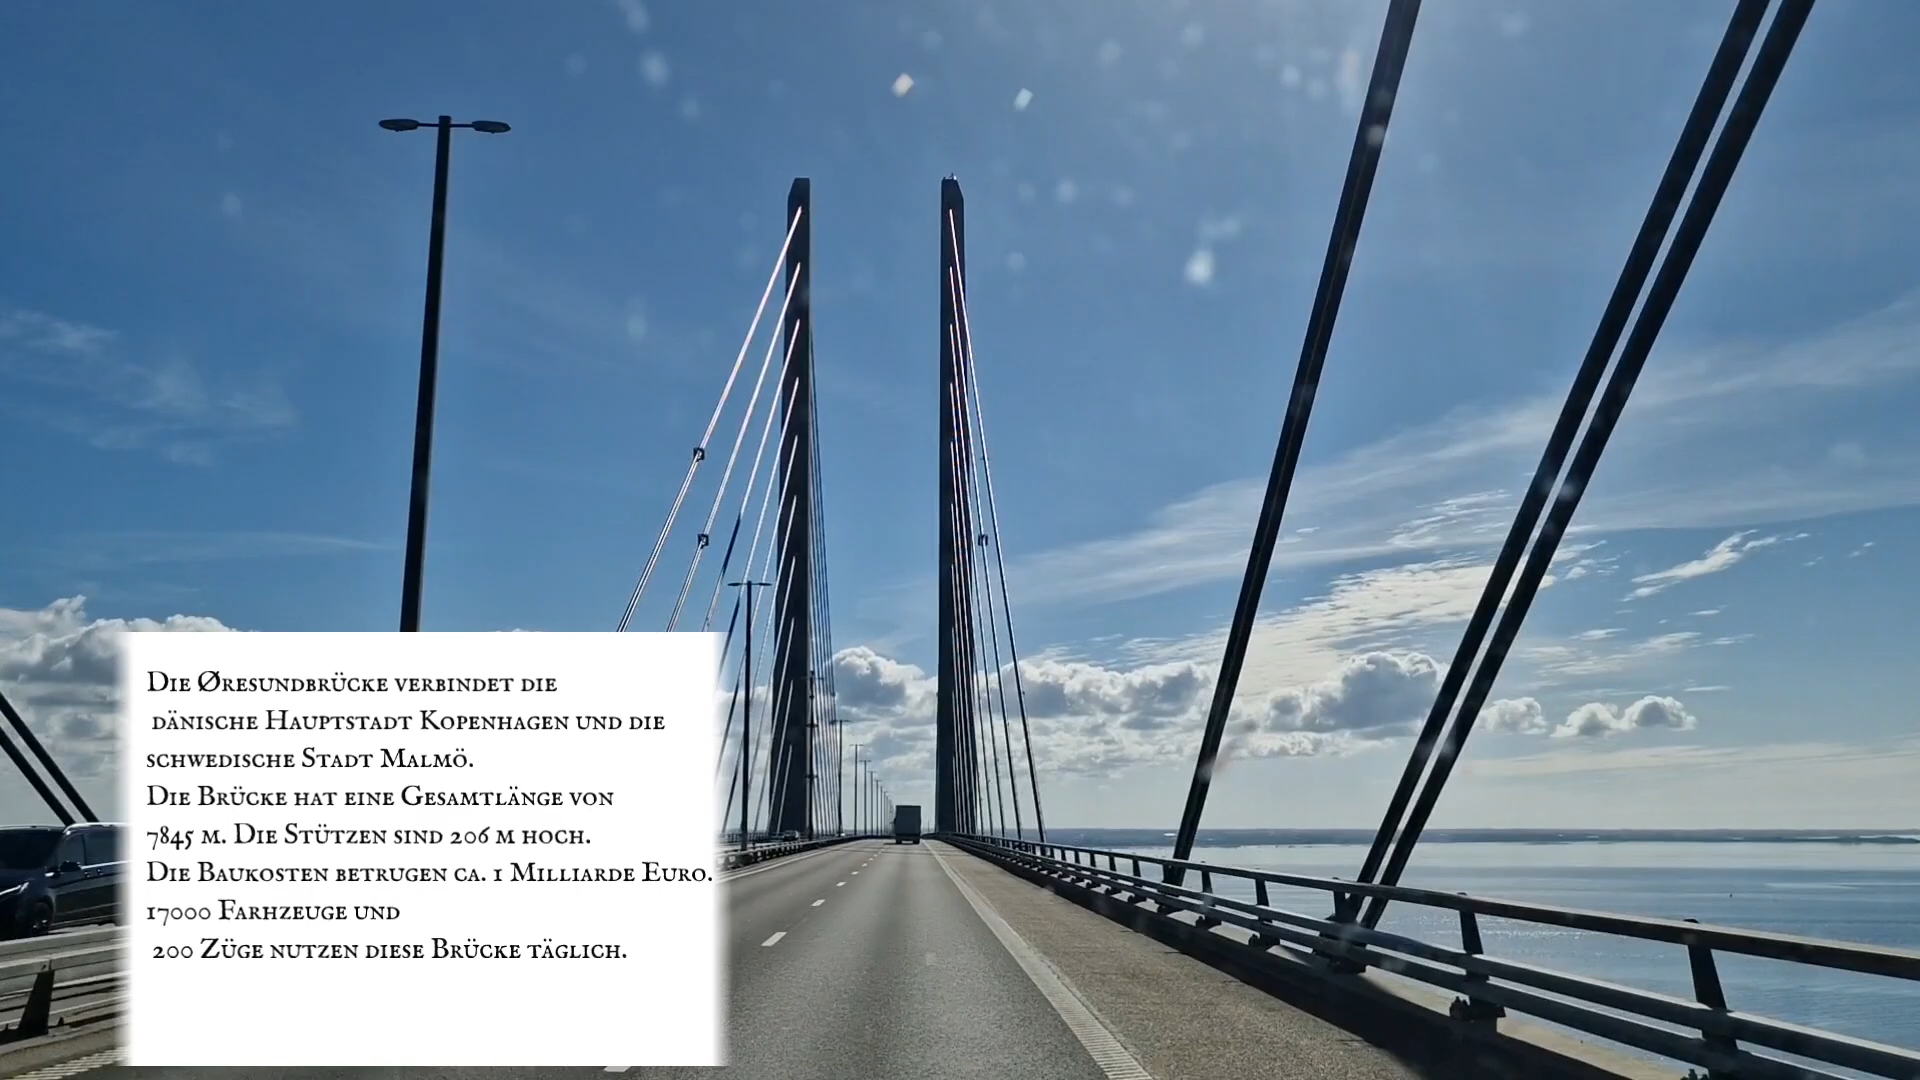 Die Øresundbrücke verbindet die
dänische Hauptstadt Kopenhagen und die
schwedische Stadt Malmö.
Die Brücke hat eine Gesamtlänge von
7845 m. Die Stützen sind 206 m hoch.
Die Baukosten betrugen ca. 1 Milliarde Euro.
17000 Farhzeuge und
200 Züge nutzen diese Brücke täglich.